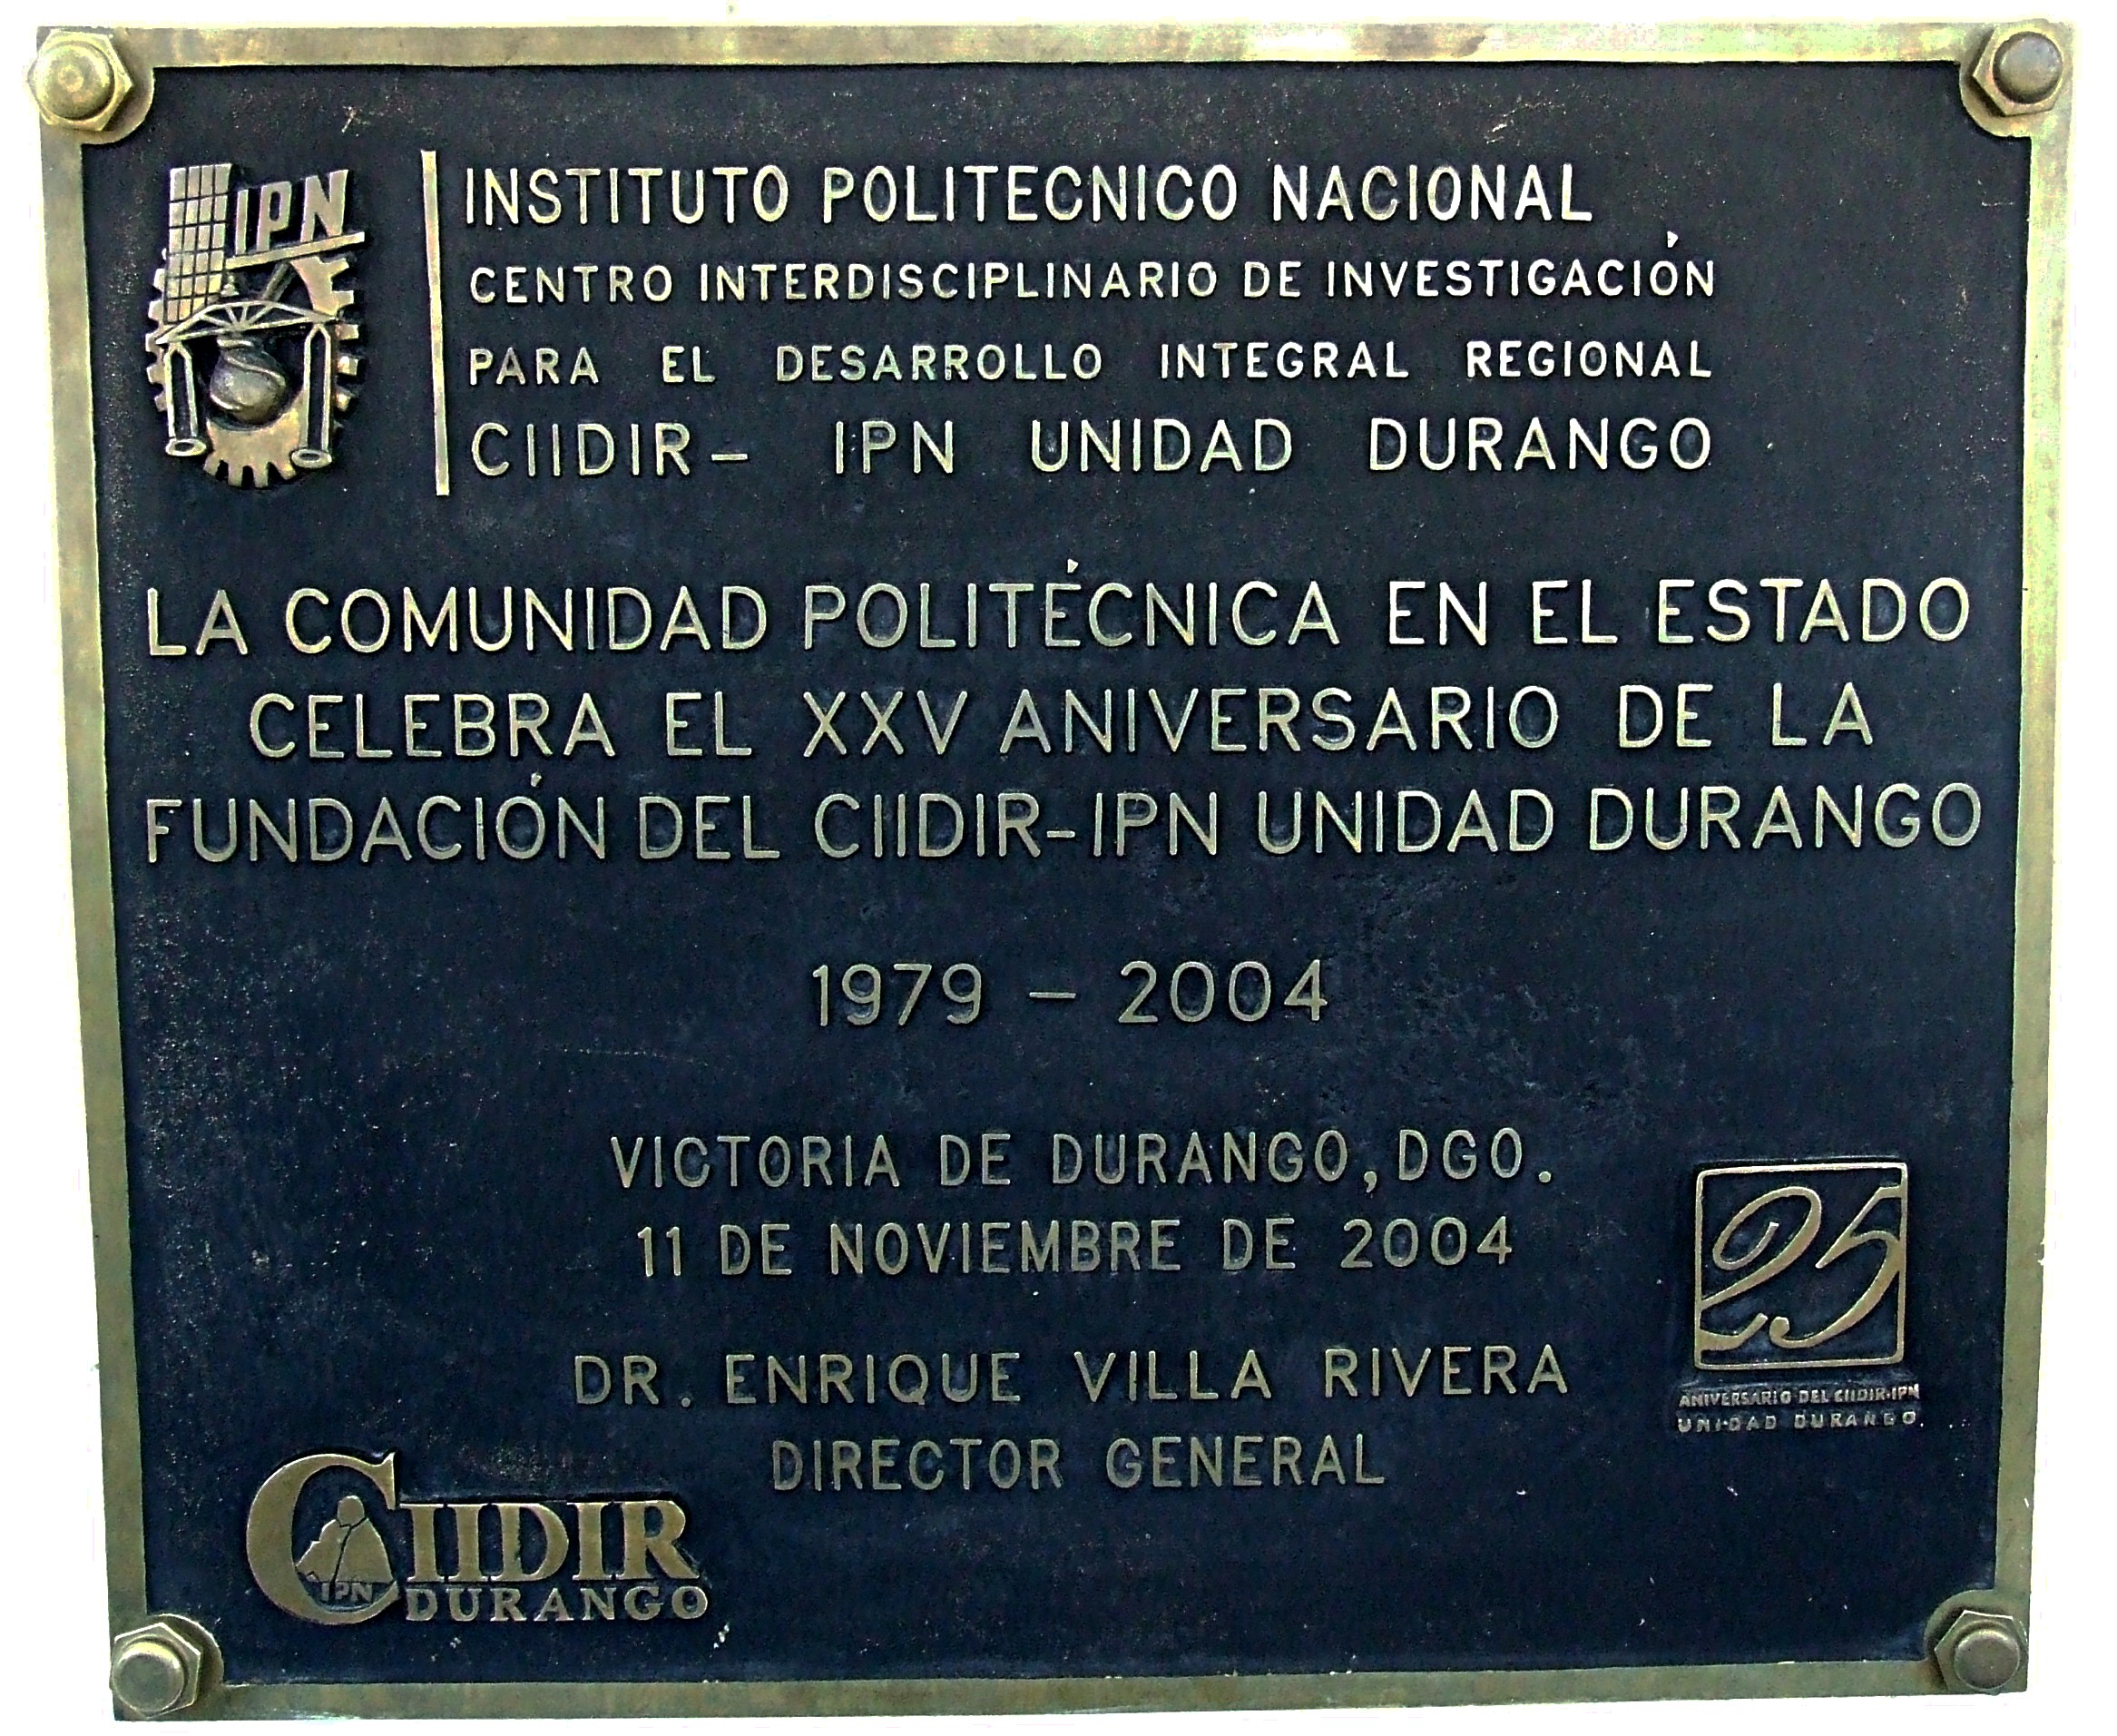 IPN
INSTITUTO POLITECNICO NACIONAL
CENTRO INTERDISCIPLINARIO DE INVESTIGACIÓN
PARA EL DESARROLLO INTEGRAL REGIONAL
CIIDIR- IPN UNIDAD DURANGO
LA COMUNIDAD POLITÉCNICA EN EL ESTADO
CELEBRA EL XXV ANIVERSARIO DE LA
FUNDACIÓN DEL CIIDIR-IPN UNIDAD DURANGO
1979 - 2004
VICTORIA DE DURANGO, DGO.
11 DE NOVIEMBRE DE 2004
DR. ENRIQUE VILLA RIVERA
DIRECTOR GENERAL
25
ANIVERSARIO DEL CIIDIR-IPN
UNIDAD DURANGO.
CIIDIR
IPN
DURANGO